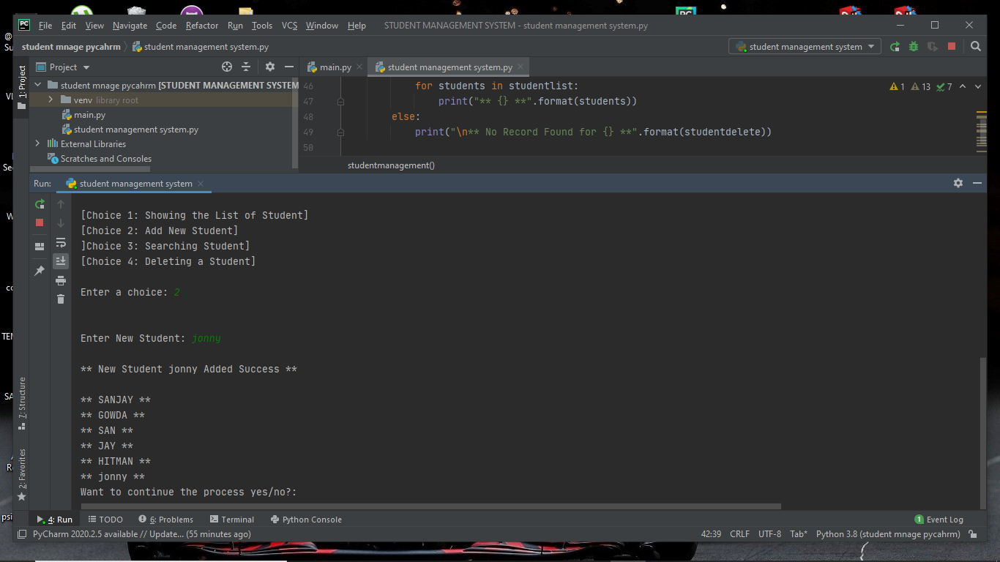 File Edit View Navigate Code Refactor Run Tools VCS Window Help STUDENT MANAGEMENT SYSTEM - student management system.py
student mnage pycahrm student management system.py student management system
1: Project
Project
main.py student management system.py
student mnage pycahrm [STUDENT MANAGEMENT SYSTEM
venv library root
main.py
student management system.py
External Libraries
Scratches and Consoles
46 for students in studentlist:
47 print("** {} **".format(students))
48 else:
49 print("\n** No Record Found for {} **".format(studentdelete))
50
1 13 7
studentmanagement()
Run: student management system
[Choice 1: Showing the List of Student]
[Choice 2: Add New Student]
]Choice 3: Searching Student]
[Choice 4: Deleting a Student]
Enter a choice: 2
Enter New Student: jonny
** New Student jonny Added Success **
** SANJAY **
** GOWDA **
** SAN **
** JAY **
** HITMAN **
** jonny **
Want to continue the process yes/no?:
7: Structure
2: Favorites
4: Run TODO 6: Problems Terminal Python Console 1 Event Log
PyCharm 2020.2.5 available // Update... (55 minutes ago) 42:39 CRLF UTF-8 Tab* Python 3.8 (student mnage pycahrm)